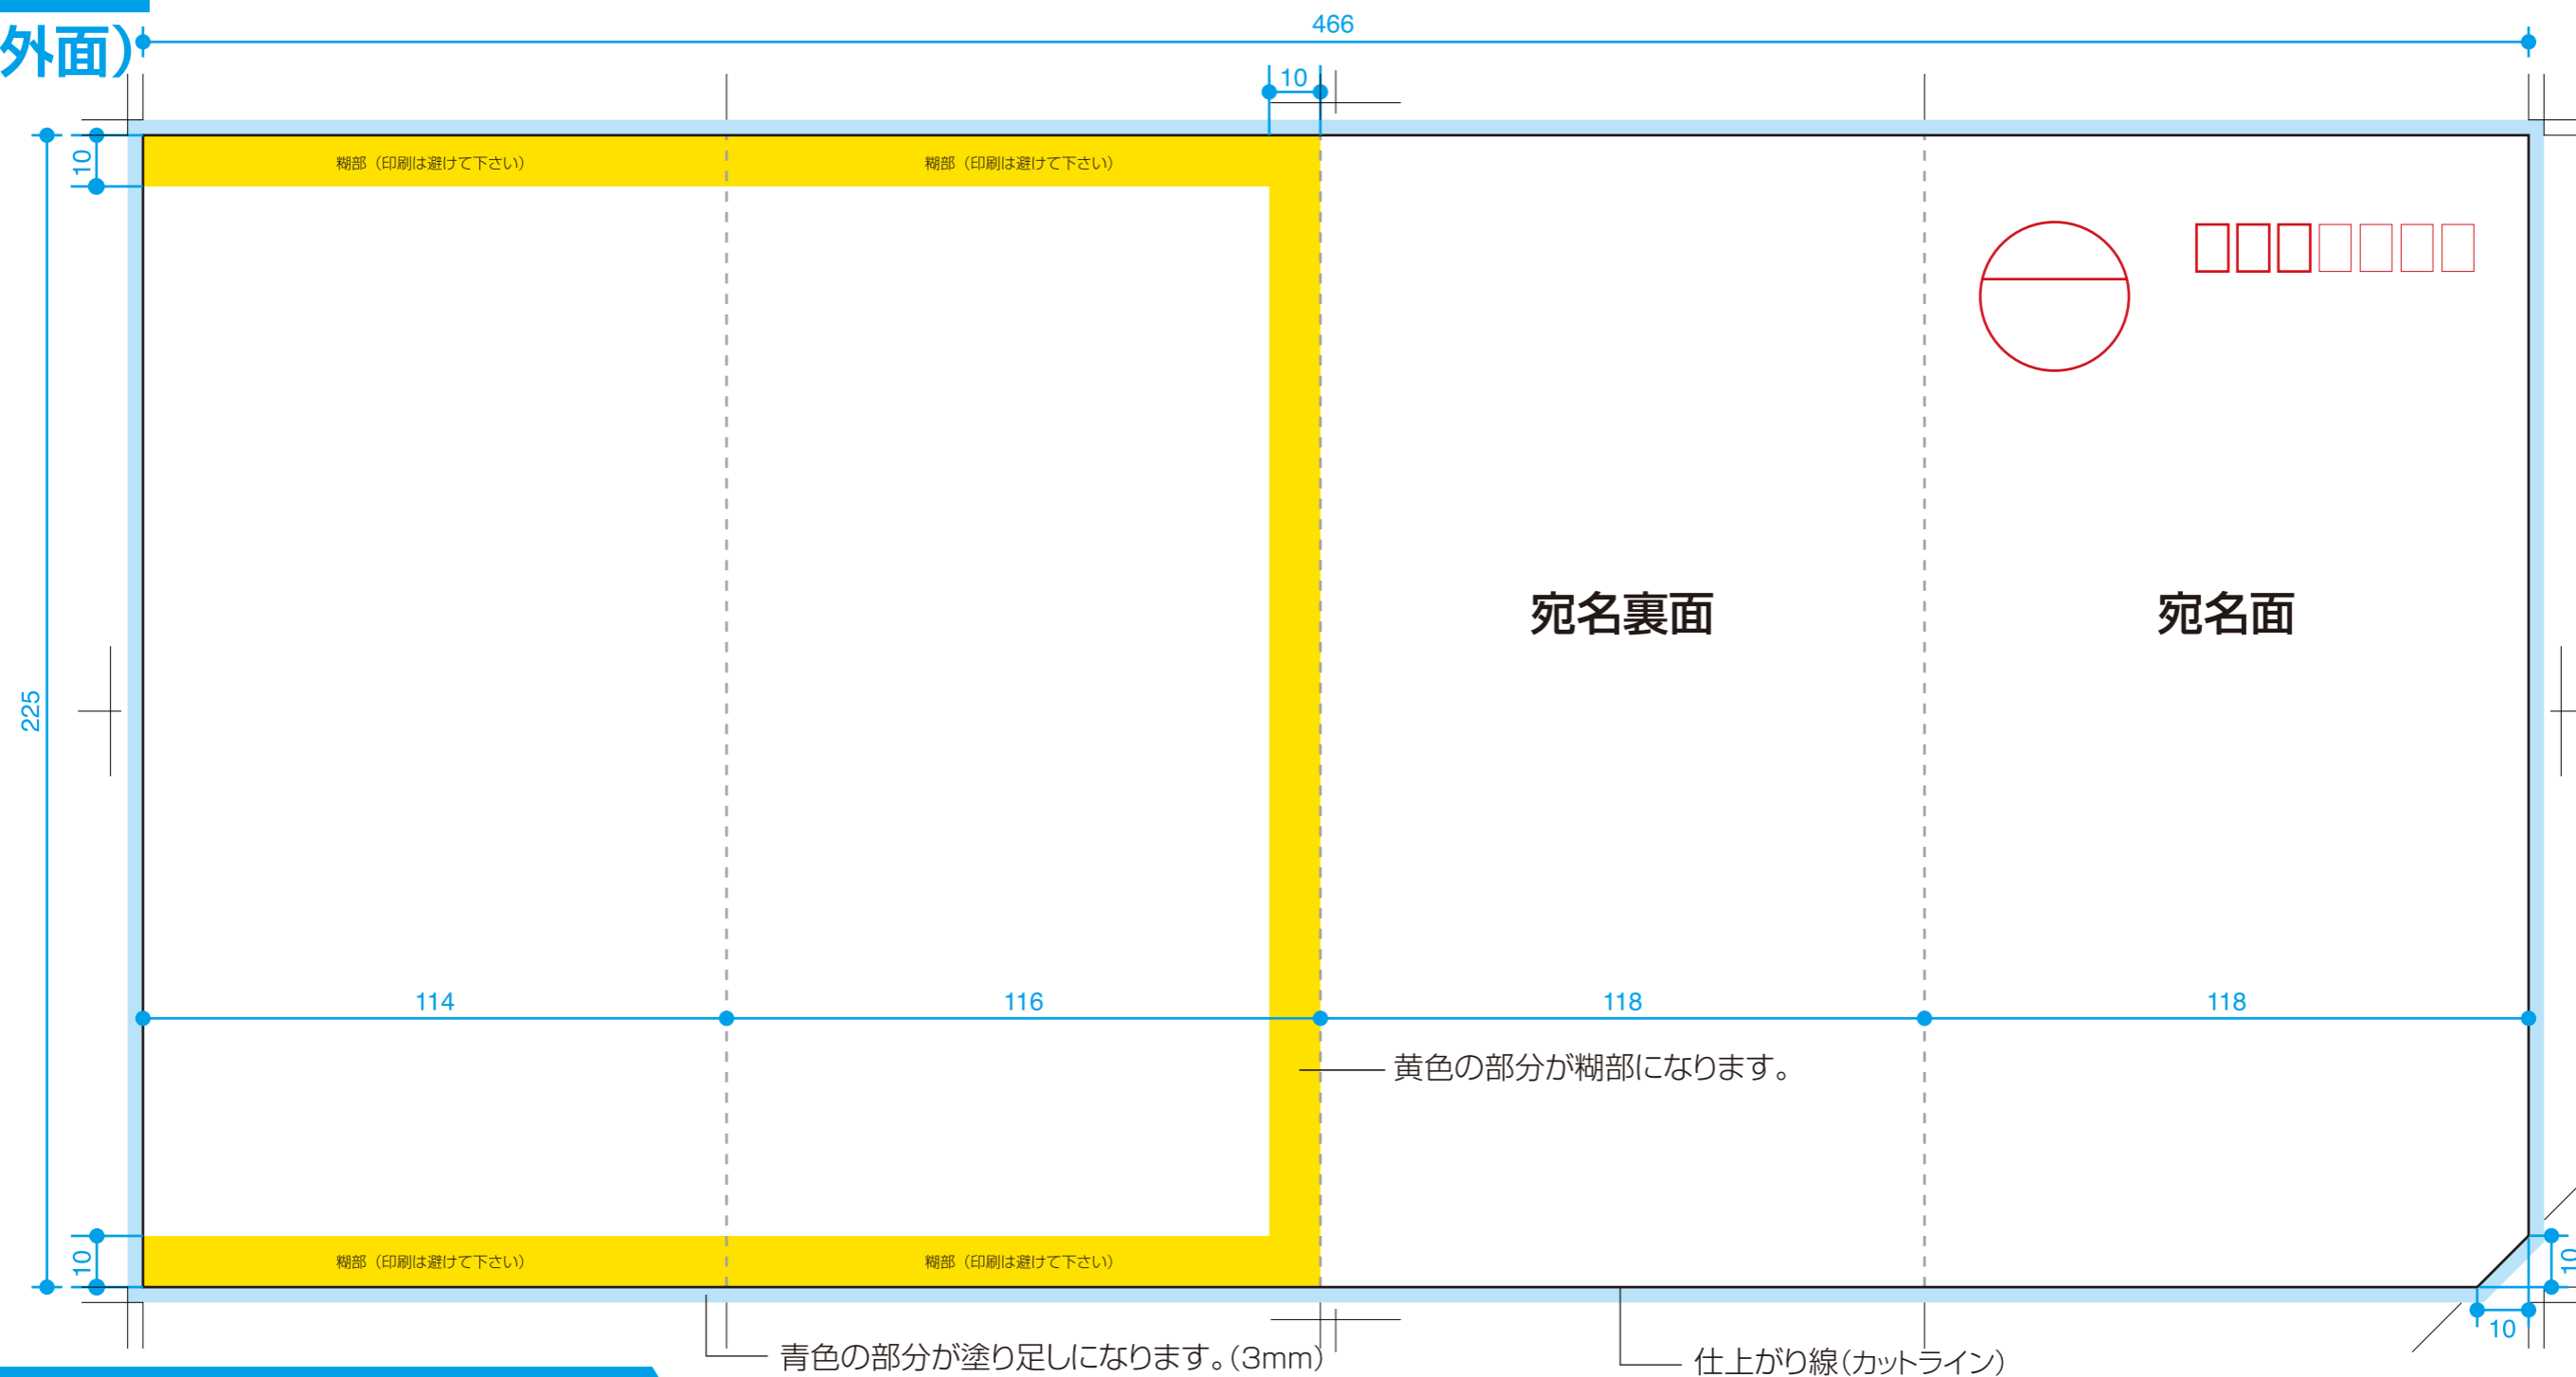 466
外面）
10
10
糊部（印刷は避けて下さい）
糊部（印刷は避けて下さい）
宛名裏面
宛名面
225
114
116
118
118
黄色の部分が糊部になります。
10
糊部（印刷は避けて下さい）
糊部（印刷は避けて下さい）
10
10
青色の部分が塗り足しになります。（3mm）
仕上がり線（カットライン）